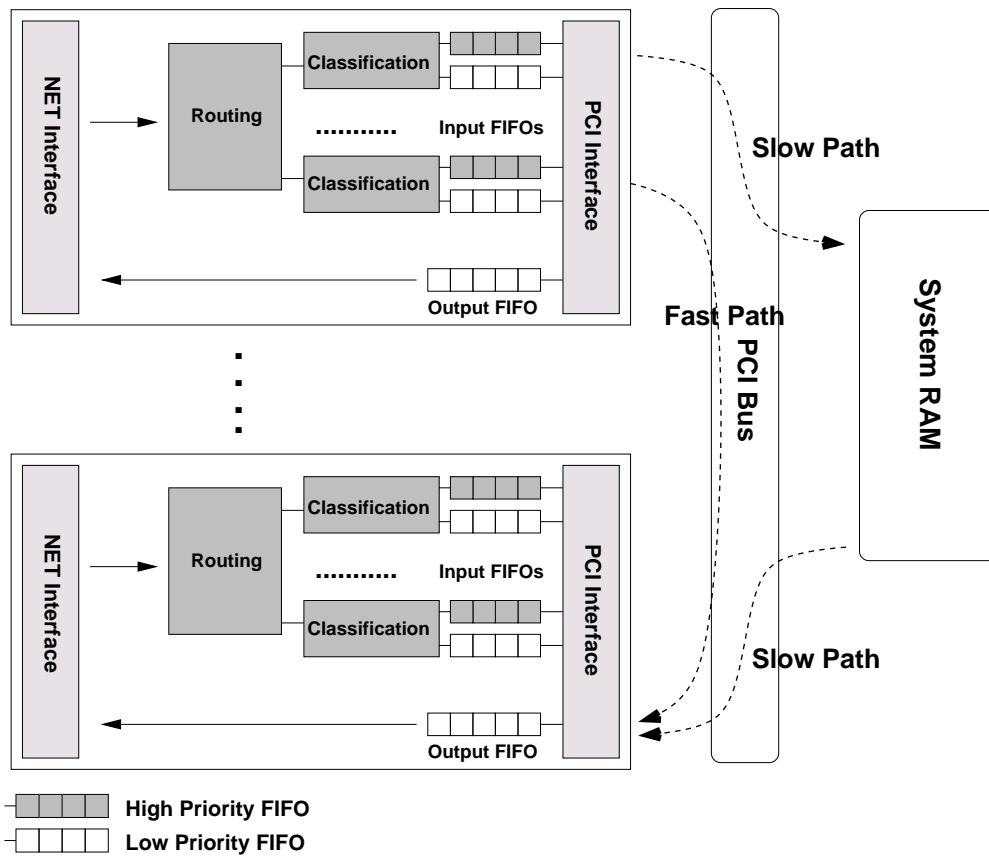 NET Interface
Routing
Classification
...........
Input FIFOs
Classification
Output FIFO
PCI Interface
Slow Path
Fast Path
PCI Bus
System RAM
NET Interface
Routing
Classification
...........
Input FIFOs
Classification
Output FIFO
PCI Interface
Slow Path
High Priority FIFO
Low Priority FIFO